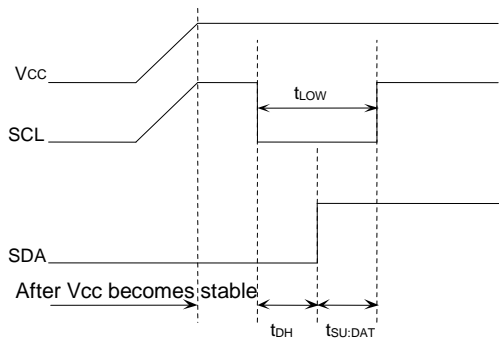 VCC
tLOW
SCL
SDA
After Vcc becomes stable
tDH
tSU:DAT